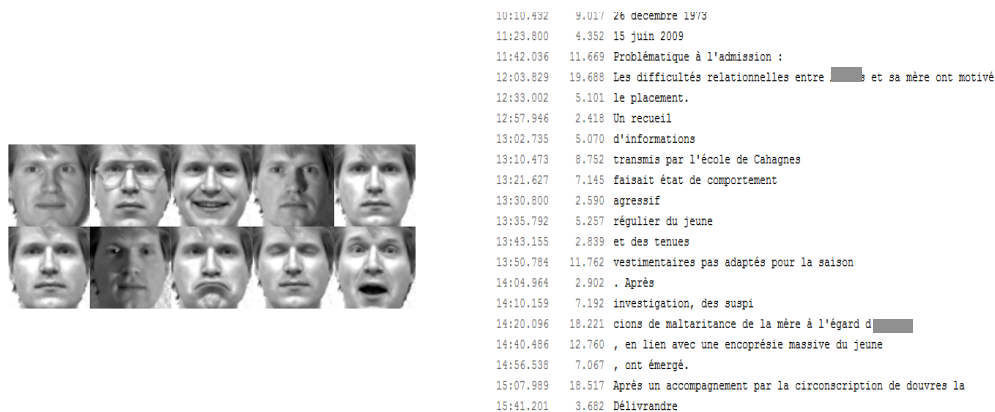 10:10.432 9.017 26 décembre 1973
11:23.800 4.352 15 juin 2009
11:42.036 11.669 Problématique à l'admission :
12:03.829 19.688 Les difficultés relationnelles entre s et sa mère ont motivé
12:33.002 5.101 le placement.
12:57.946 2.418 Un recueil
13:02.735 5.070 d'informations
13:10.473 8.752 transmis par l'école de Cahagnes
13:21.627 7.145 faisait état de comportement
13:30.800 2.590 agressif
13:35.792 5.257 régulier du jeune
13:43.155 2.839 et des tenues
13:50.784 11.762 vestimentaires pas adaptés pour la saison
14:04.964 2.902 . Après
14:10.159 7.192 investigation, des suspi
14:20.096 18.221 cions de maltaritance de la mère à l'égard d
14:40.486 12.760 , en lien avec une encoprésie massive du jeune
14:56.538 7.067 , ont émergé.
15:07.989 18.517 Après un accompagnement par la circonscription de douvres la
15:41.201 3.682 Délivrandre